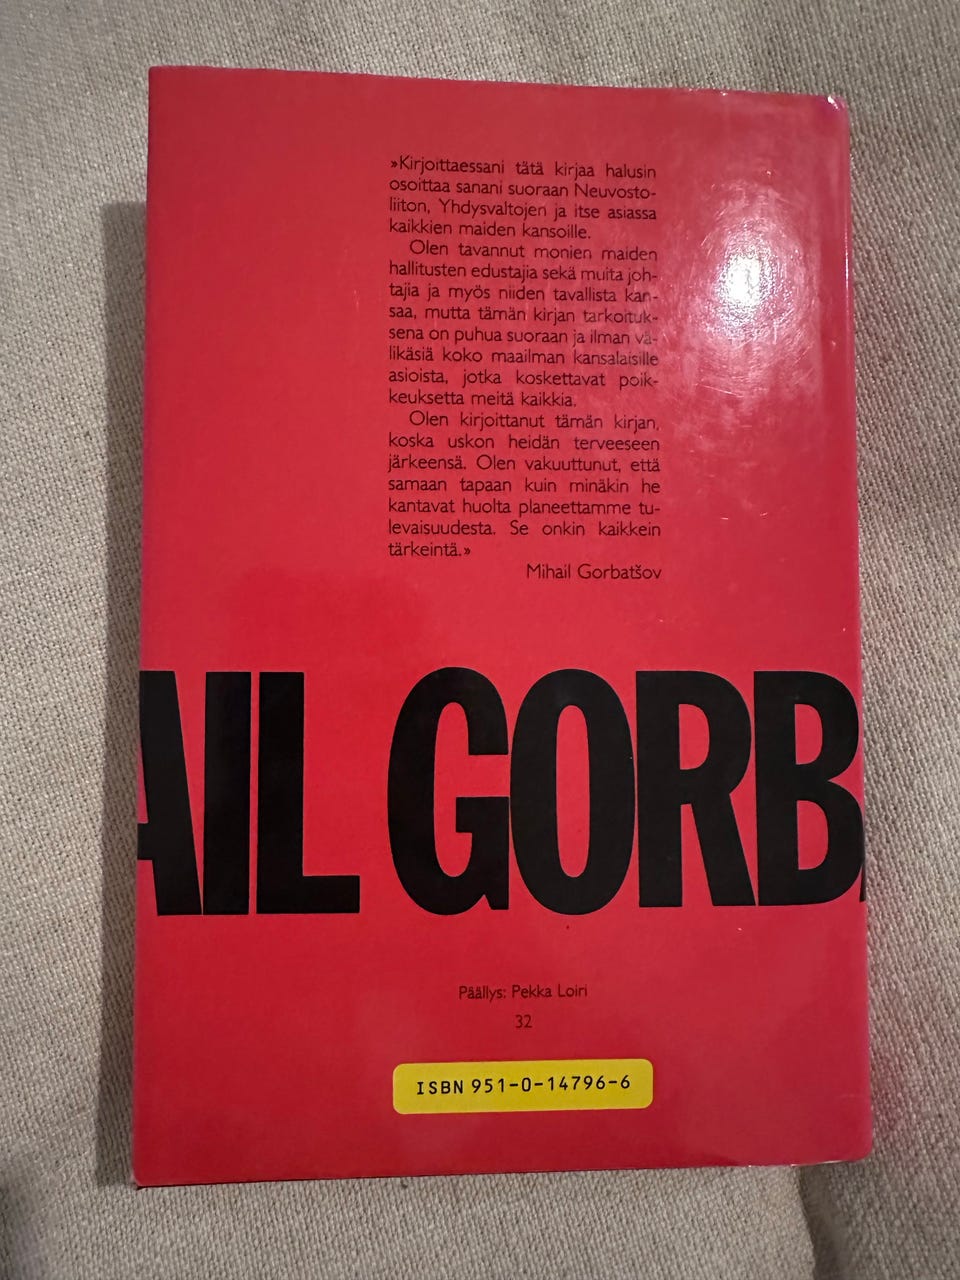 »Kirjoittaessani tätä kirjaa halusin
osoittaa sanani suoraan Neuvosto-
liiton, Yhdysvaltojen ja itse asiassa
kaikkien maiden kansoille.
Olen tavannut monien maiden
hallitusten edustajia sekä muita joh-
tajia ja myös niiden tavallista kan-
saa, mutta tämän kirjan tarkoituk-
sena on puhua suoraan ja ilman vä-
likäsiä koko maailman kansalaisille
asioista, jotka koskettavat poik-
keuksetta meitä kaikkia.
Olen kirjoittanut tämän kirjan,
koska uskon heidän terveeseen
järkeensä. Olen vakuuttunut, että
samaan tapaan kuin minäkin he
kantavat huolta planeettamme tu-
levaisuudesta. Se onkin kaikkein
tärkeintä.»
Mihail Gorbatšov
AIL GORB
Päällys: Pekka Loiri
32
ISBN 951-0-14796-6